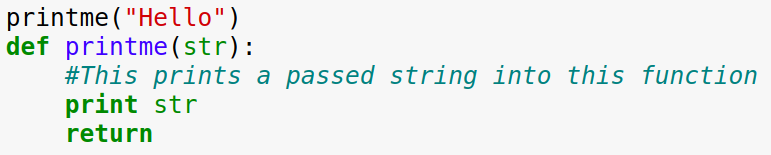 printme("Hello")
def printme(str):
    #This prints a passed string into this function
    print str
    return